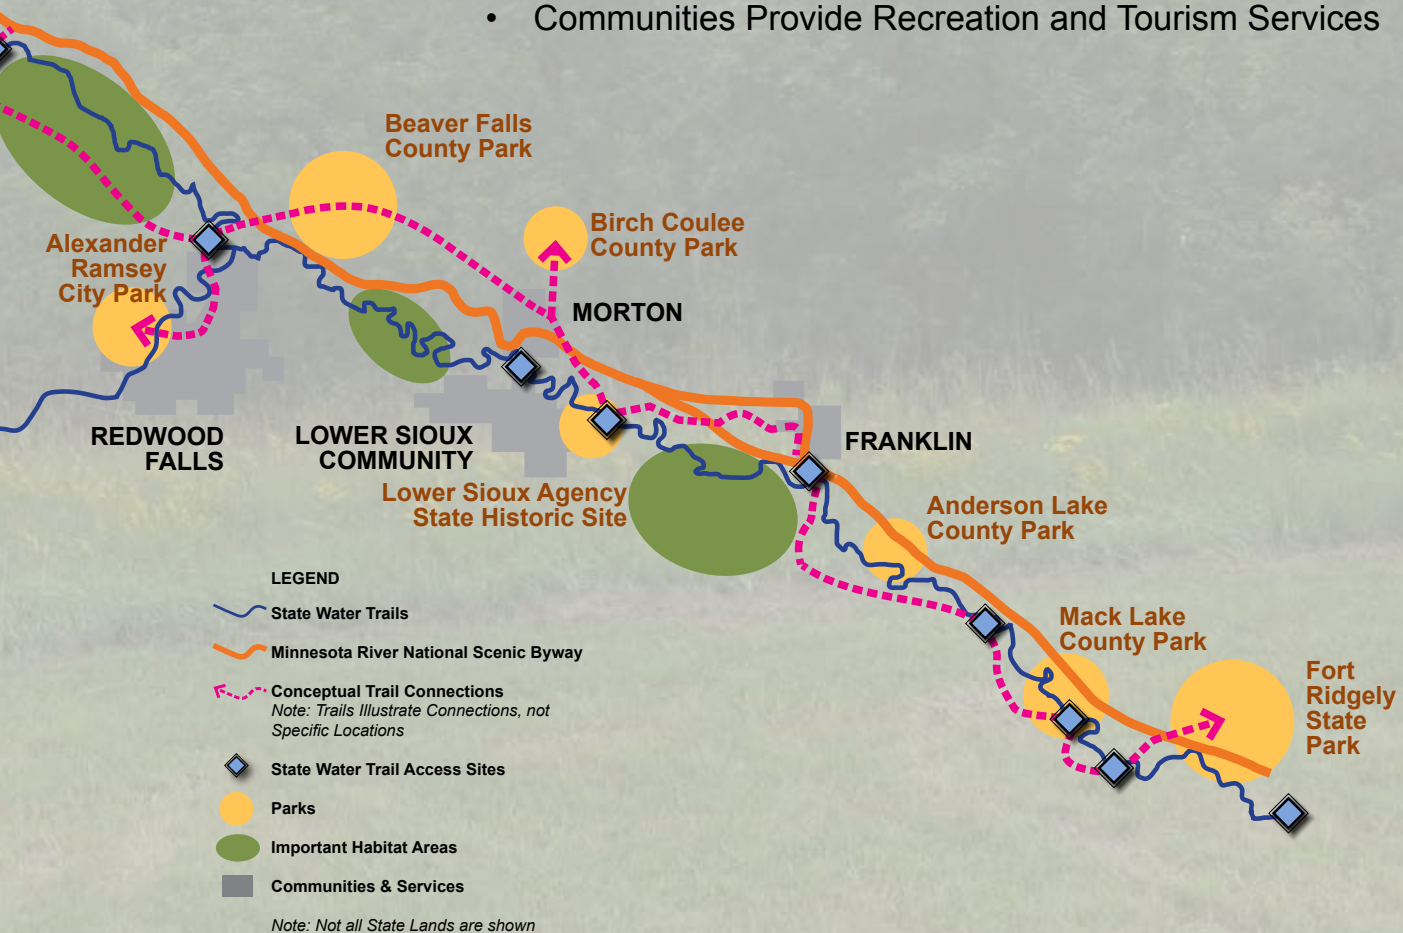 • Communities Provide Recreation and Tourism Services
Beaver Falls
County Park
Birch Coulee
County Park
Alexander
Ramsey
City Park
MORTON
REDWOOD
FALLS
LOWER SIOUX
COMMUNITY
FRANKLIN
Lower Sioux Agency
State Historic Site
Anderson Lake
County Park
Mack Lake
County Park
Fort
Ridgely
State
Park
LEGEND
State Water Trails
Minnesota River National Scenic Byway
Conceptual Trail Connections
Note: Trails Illustrate Connections, not
Specific Locations
State Water Trail Access Sites
Parks
Important Habitat Areas
Communities & Services
Note: Not all State Lands are shown